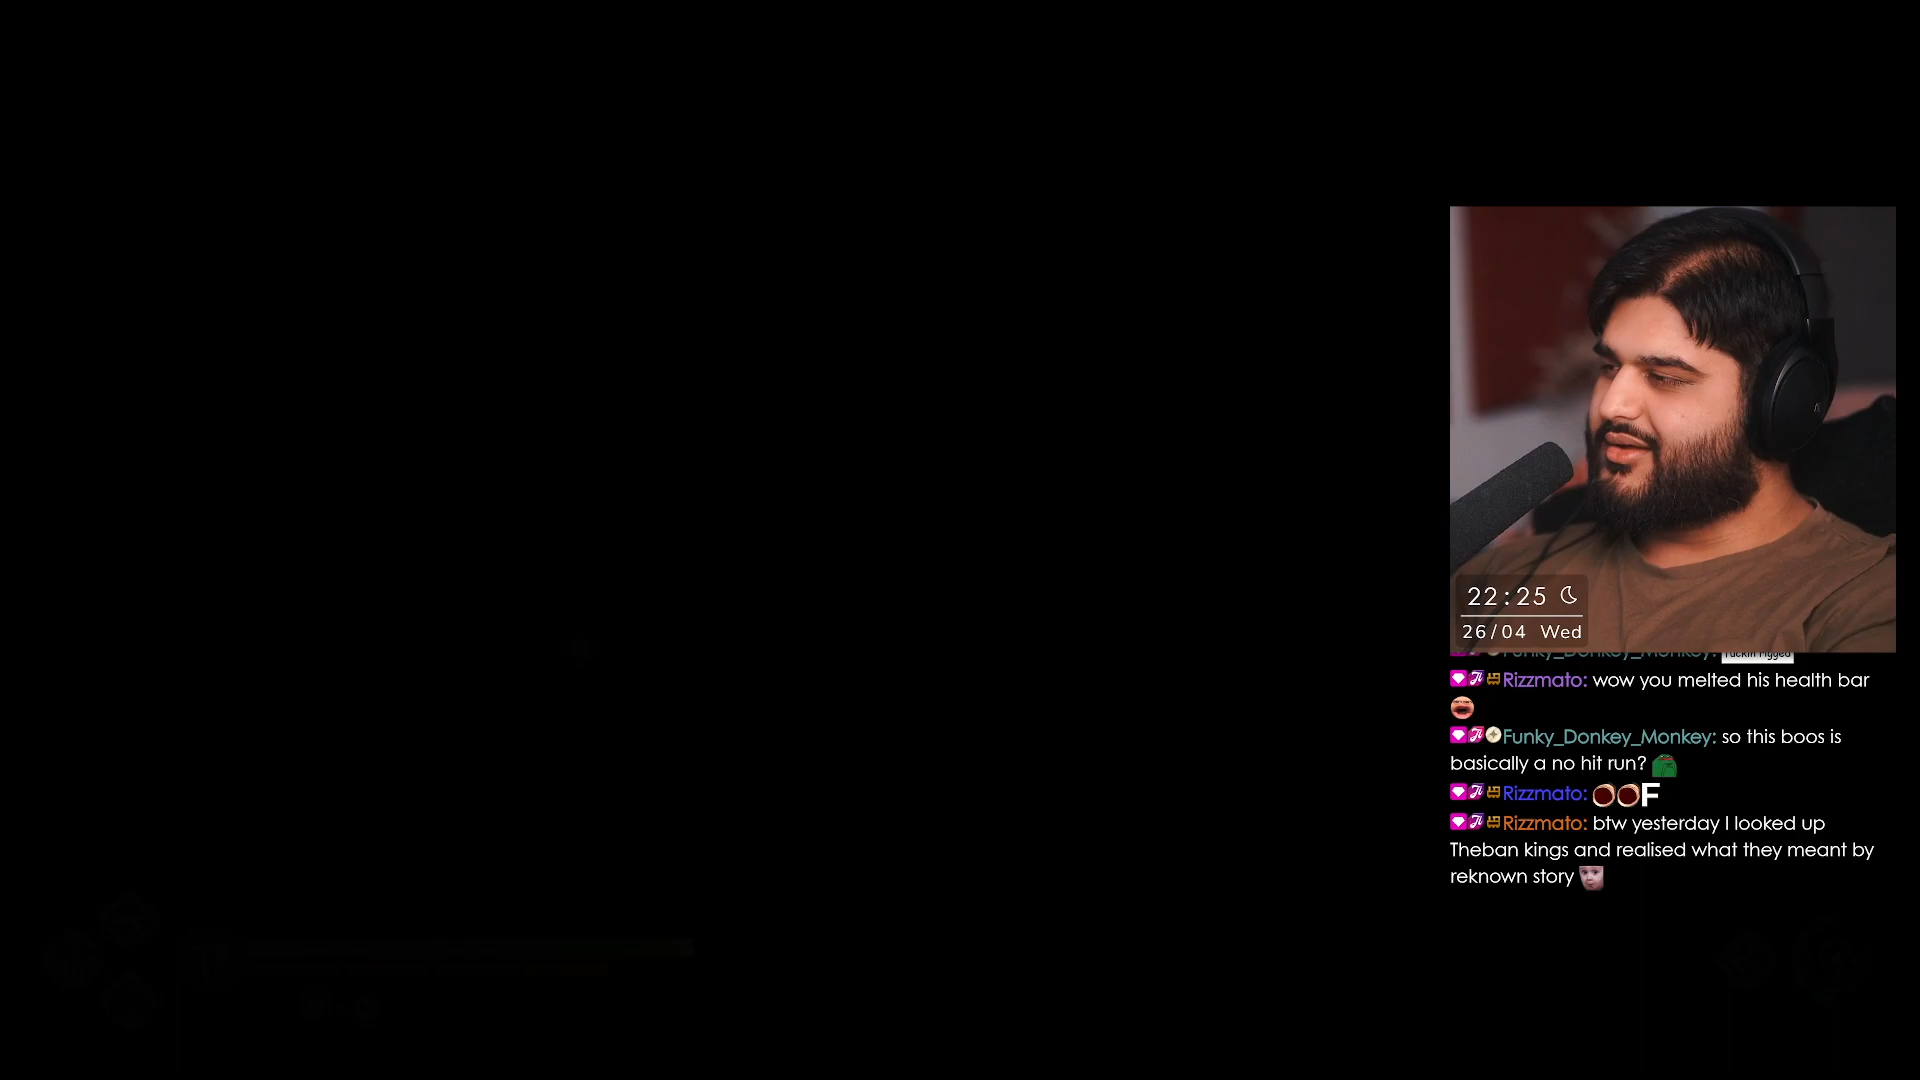 22:25
26/04 Wed
Funky_Donkey_Monkey:
Rizzmato: wow you melted his health bar
Funky_Donkey_Monkey: so this boos is
basically a no hit run?
Rizzmato: F
Rizzmato: btw yesterday I looked up
Theban kings and realised what they meant by
reknown story